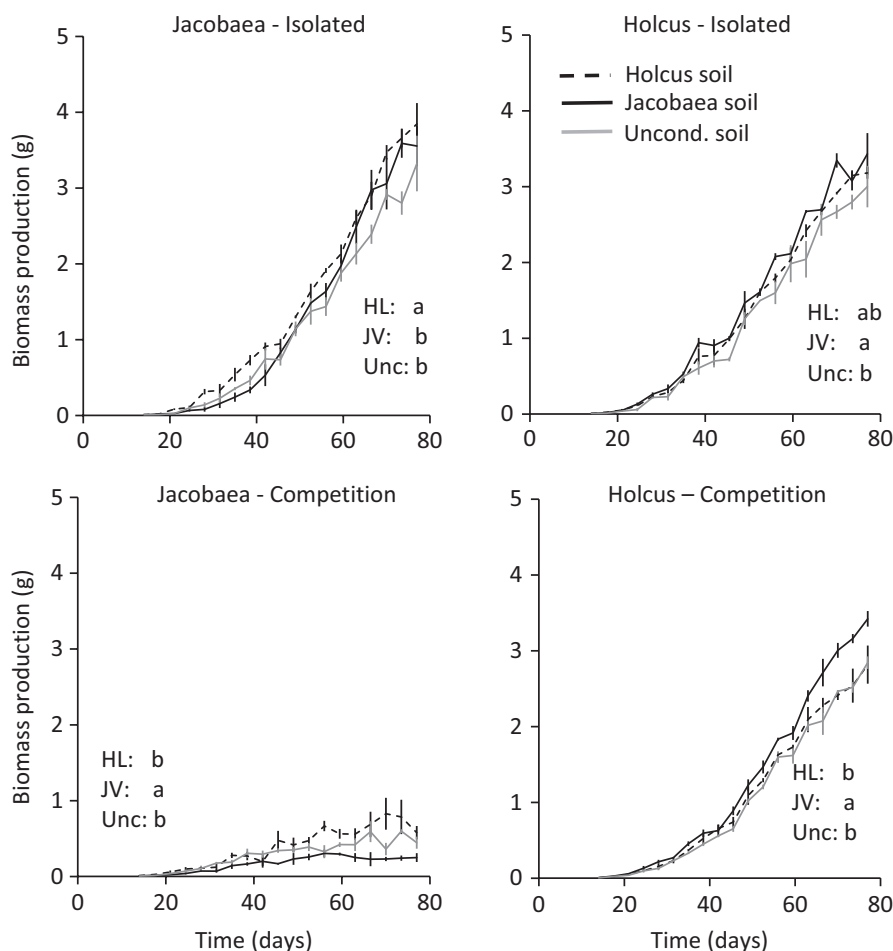 Jacobaea - Isolated
5
4
3
2
1
0
Biomass production (g)
HL: a
JV: b
Unc: b
0 20 40 60 80
Holcus - Isolated
Holcus soil
Jacobaea soil
Uncond. soil
5
4
3
2
1
0
HL: ab
JV: a
Unc: b
0 20 40 60 80
Jacobaea - Competition
5
4
3
2
1
0
Biomass production (g)
HL: b
JV: a
Unc: b
0 20 40 60 80
Time (days)
Holcus – Competition
5
4
3
2
1
0
HL: b
JV: a
Unc: b
0 20 40 60 80
Time (days)